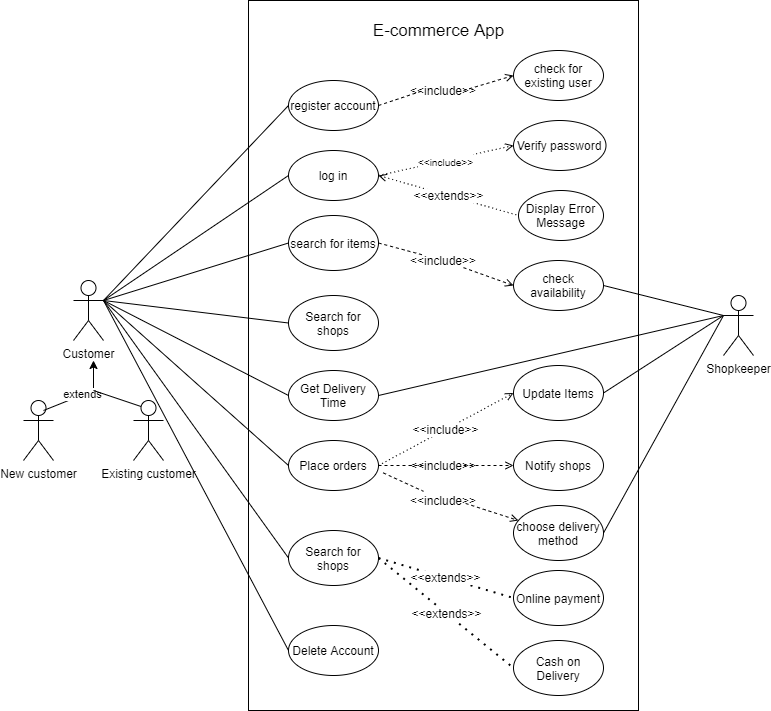 E-commerce App
check for
existing user
<<include>>
register account
Verify password
<<include>>
log in
<<extends>>
Display Error
Message
search for items
<<include>>
check
availability
Search for
shops
Customer
Shopkeeper
extends
Get Delivery
Time
Update Items
<<include>>
New customer
Existing customer
Place orders
<<include>>
Notify shops
<<include>>
choose delivery
method
Search for
shops
<<extends>>
Online payment
<<extends>>
Delete Account
Cash on
Delivery